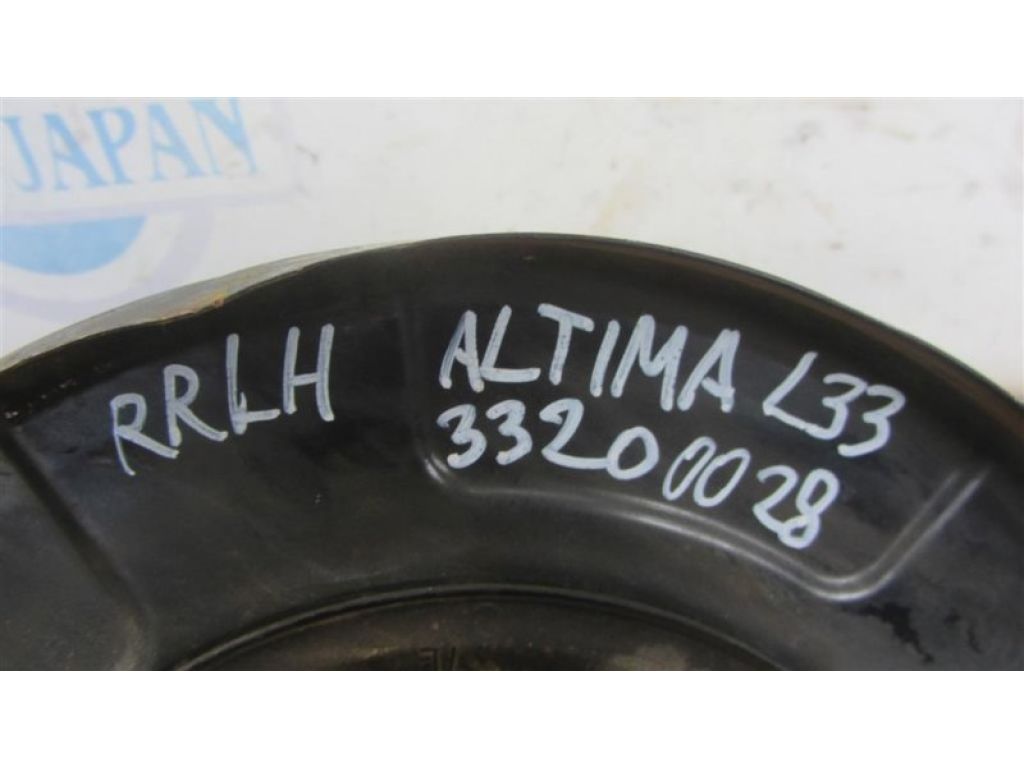 JAPAN
RRLH ALTIMA L33
33200028